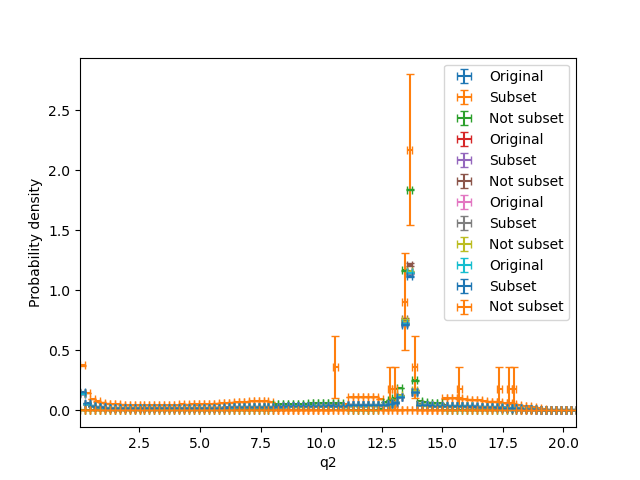 Original
Subset
Not subset
Original
Subset
Not subset
Original
Subset
Not subset
Original
Subset
Not subset
Probability density
2.5
2.0
1.5
1.0
0.5
0.0
2.5 5.0 7.5 10.0 12.5 15.0 17.5 20.0
q2